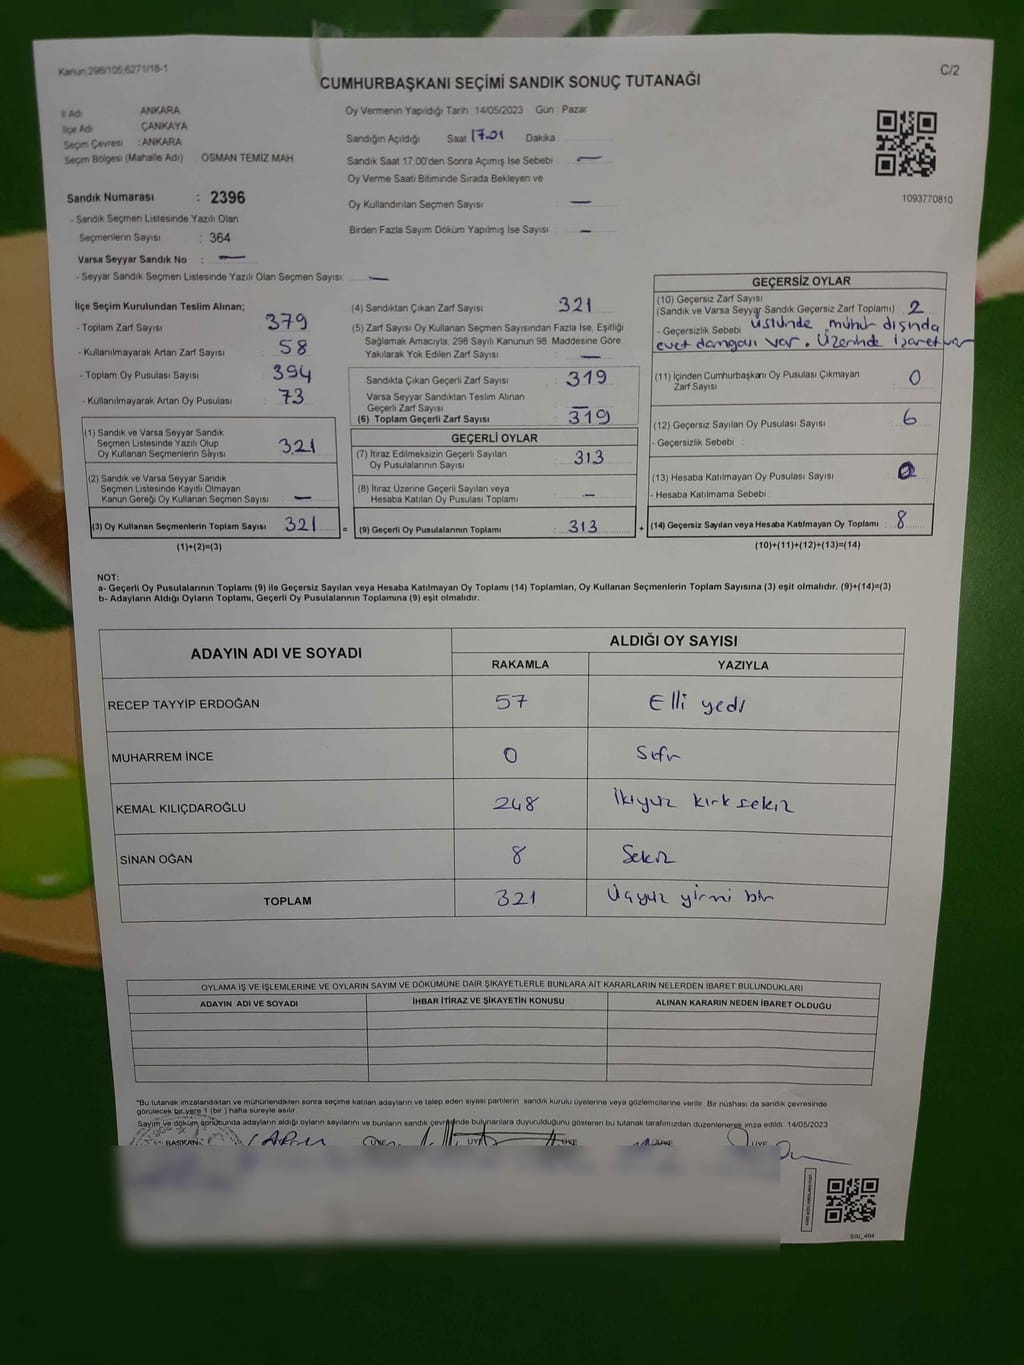 Kanun:298/105,6271/18-1
C/2
CUMHURBAŞKANI SEÇİMİ SANDIK SONUÇ TUTANAĞI
İl Adı ANKARA
İlçe Adı ÇANKAYA
Seçim Çevresi : ANKARA
Seçim Bölgesi (Mahalle Adı) OSMAN TEMİZ MAH.
Sandık Numarası : 2396
- Sandık Seçmen Listesinde Yazılı Olan
Seçmenlerin Sayısı : 364
Varsa Seyyar Sandık No : —
- Seyyar Sandık Seçmen Listesinde Yazılı Olan Seçmen Sayısı: —
Oy Vermenin Yapıldığı Tarih : 14/05/2023 Gün : Pazar
Sandığın Açıldığı Saat 17.01 Dakika
Sandık Saat 17.00'den Sonra Açımış İse Sebebi —
Oy Verme Saati Bitiminde Sırada Bekleyen ve
Oy Kullandırılan Seçmen Sayısı —
Birden Fazla Sayım Döküm Yapılmış İse Sayısı —
1093770810
İlçe Seçim Kurulundan Teslim Alınan;
- Toplam Zarf Sayısı 379
- Kullanılmayarak Artan Zarf Sayısı 58
- Toplam Oy Pusulası Sayısı 394
- Kullanılmayarak Artan Oy Pusulası 73
(1) Sandık ve Varsa Seyyar Sandık
Seçmen Listesinde Yazılı Olup
Oy Kullanan Seçmenlerin Sayısı 321
(2) Sandık ve Varsa Seyyar Sandık
Seçmen Listesinde Kayıtlı Olmayan
Kanun Gereği Oy Kullanan Seçmen Sayısı —
(3) Oy Kullanan Seçmenlerin Toplam Sayısı 321 =
(1)+(2)=(3)
(4) Sandıktan Çıkan Zarf Sayısı 321
(5) Zarf Sayısı Oy Kullanan Seçmen Sayısından Fazla İse, Eşitliği
Sağlamak Amacıyla, 298 Sayılı Kanunun 98. Maddesine Göre
Yakılarak Yok Edilen Zarf Sayısı —
Sandıkta Çıkan Geçerli Zarf Sayısı 319
Varsa Seyyar Sandıktan Teslim Alınan
Geçerli Zarf Sayısı —
(6) Toplam Geçerli Zarf Sayısı 319
GEÇERLİ OYLAR
(7) İtiraz Edilmeksizin Geçerli Sayılan
Oy Pusulalarının Sayısı 313
(8) İtiraz Üzerine Geçerli Sayılan veya
Hesaba Katılan Oy Pusulası Toplamı —
(9) Geçerli Oy Pusulalarının Toplamı 313 +
GEÇERSİZ OYLAR
(10) Geçersiz Zarf Sayısı
(Sandık ve Varsa Seyyar Sandık Geçersiz Zarf Toplamı) : 2
- Geçersizlik Sebebi üstünde mühür dışında
evet damgası var. Üzerinde işaret var
(11) İçinden Cumhurbaşkanı Oy Pusulası Çıkmayan
Zarf Sayısı 0
(12) Geçersiz Sayılan Oy Pusulası Sayısı 6
- Geçersizlik Sebebi :
(13) Hesaba Katılmayan Oy Pusulası Sayısı 0
- Hesaba Katılmama Sebebi
(14) Geçersiz Sayılan veya Hesaba Katılmayan Oy Toplamı : 8
(10)+(11)+(12)+(13)=(14)
NOT:
a- Geçerli Oy Pusulalarının Toplamı (9) ile Geçersiz Sayılan veya Hesaba Katılmayan Oy Toplamı (14) Toplamları, Oy Kullanan Seçmenlerin Toplam Sayısına (3) eşit olmalıdır. (9)+(14)=(3)
b- Adayların Aldığı Oyların Toplamı, Geçerli Oy Pusulalarının Toplamına (9) eşit olmalıdır.
ADAYIN ADI VE SOYADI
ALDIĞI OY SAYISI
RAKAMLA YAZIYLA
RECEP TAYYİP ERDOĞAN 57 Elli yedi
MUHARREM İNCE 0 Sıfır
KEMAL KILIÇDAROĞLU 248 İkiyüz kırk sekiz
SİNAN OĞAN 8 Sekiz
TOPLAM 321 Üçyüz yirmi bir
OYLAMA İŞ VE İŞLEMLERİNE VE OYLARIN SAYIM VE DÖKÜMÜNE DAİR ŞİKAYETLERLE BUNLARA AİT KARARLARIN NELERDEN İBARET BULUNDUKLARI
ADAYIN ADI VE SOYADI İHBAR İTİRAZ VE ŞİKAYETİN KONUSU ALINAN KARARIN NEDEN İBARET OLDUĞU
*Bu tutanak imzalandıktan ve mühürlendikten sonra seçime katılan adayların ve talep eden siyasi partilerin sandık kurulu üyelerine veya gözlemcilerine verilir. Bir nüshası da sandık çevresinde
görülecek bir yere 1 (bir) hafta süreyle asılır.
Sayım ve döküm sonucunda adayların aldığı oyların sayılarını ve bunların sandık çevresinde bulunanlara duyurulduğunu gösteren bu tutanak tarafımızdan düzenlenerek imza edildi. 14/05/2023
BAŞKAN ÜYE ÜYE ÜYE ÜYE ÜYE
SSI_404